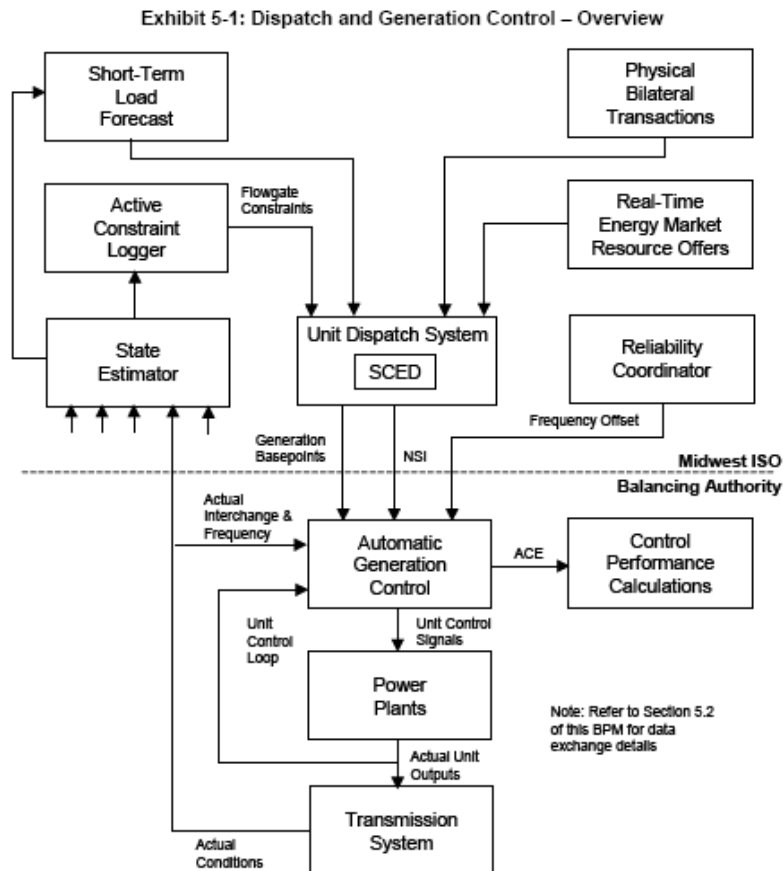 Exhibit 5-1: Dispatch and Generation Control – Overview
Short-Term
Load
Forecast
Physical
Bilateral
Transactions
Active
Constraint
Logger
Flowgate
Constraints
Real-Time
Energy Market
Resource Offers
State
Estimator
Unit Dispatch System
SCED
Reliability
Coordinator
Generation
Basepoints
NSI
Frequency Offset
Midwest ISO
Balancing Authority
Actual
Interchange &
Frequency
Automatic
Generation
Control
ACE
Control
Performance
Calculations
Unit
Control
Loop
Unit Control
Signals
Power
Plants
Note: Refer to Section 5.2
of this BPM for data
exchange details
Actual Unit
Outputs
Transmission
System
Actual
Conditions